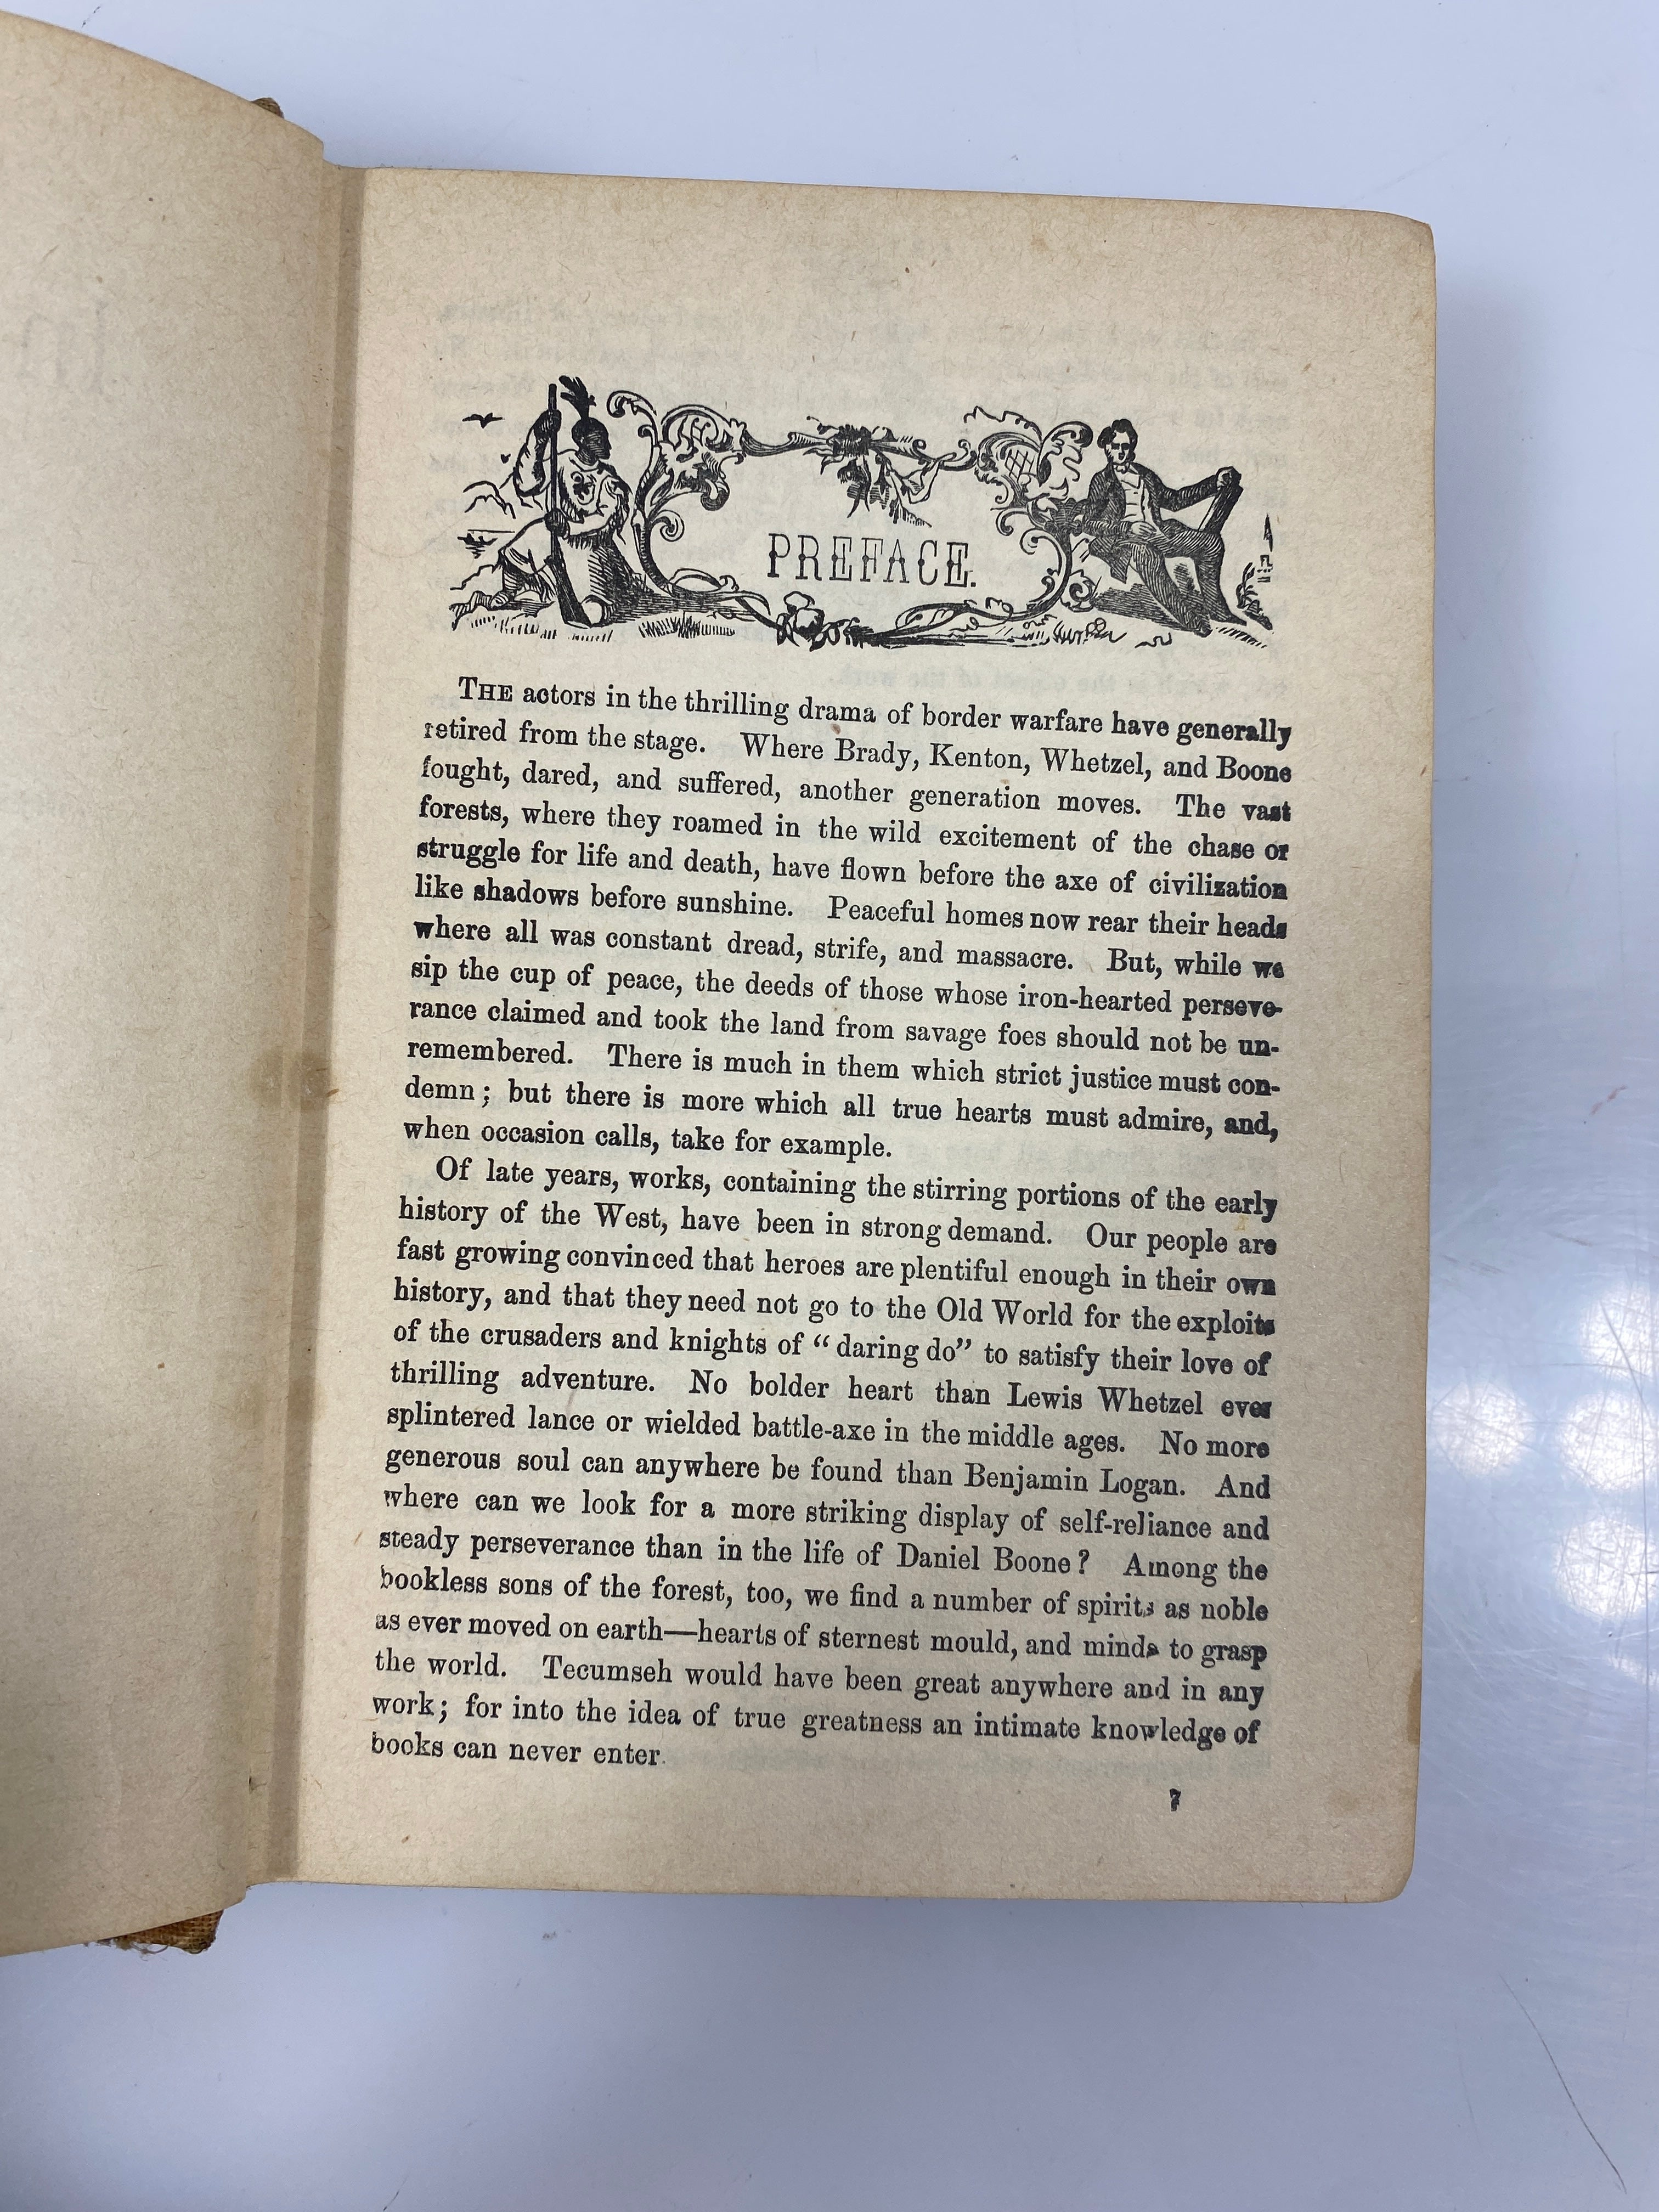 PREFACE.
THE actors in the thrilling drama of border warfare have generally
retired from the stage. Where Brady, Kenton, Whetzel, and Boone
fought, dared, and suffered, another generation moves. The vast
forests, where they roamed in the wild excitement of the chase or
struggle for life and death, have flown before the axe of civilization
like shadows before sunshine. Peaceful homes now rear their heads
where all was constant dread, strife, and massacre. But, while we
sip the cup of peace, the deeds of those whose iron-hearted perseve-
rance claimed and took the land from savage foes should not be un-
remembered. There is much in them which strict justice must con-
demn; but there is more which all true hearts must admire, and,
when occasion calls, take for example.
Of late years, works, containing the stirring portions of the early
history of the West, have been in strong demand. Our people are
fast growing convinced that heroes are plentiful enough in their own
history, and that they need not go to the Old World for the exploits
of the crusaders and knights of “daring do” to satisfy their love of
thrilling adventure. No bolder heart than Lewis Whetzel ever
splintered lance or wielded battle-axe in the middle ages. No more
generous soul can anywhere be found than Benjamin Logan. And
where can we look for a more striking display of self-reliance and
steady perseverance than in the life of Daniel Boone? Among the
bookless sons of the forest, too, we find a number of spirits as noble
as ever moved on earth—hearts of sternest mould, and minds to grasp
the world. Tecumseh would have been great anywhere and in any
work; for into the idea of true greatness an intimate knowledge of
books can never enter.
7